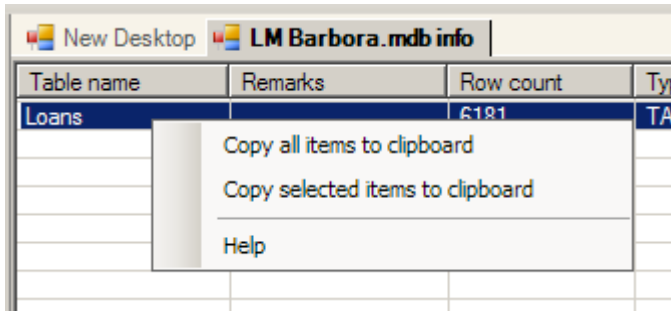 New Desktop LM Barbora.mdb info
Table name Remarks Row count
Loans 6181 TA
Copy all items to clipboard
Copy selected items to clipboard
Help